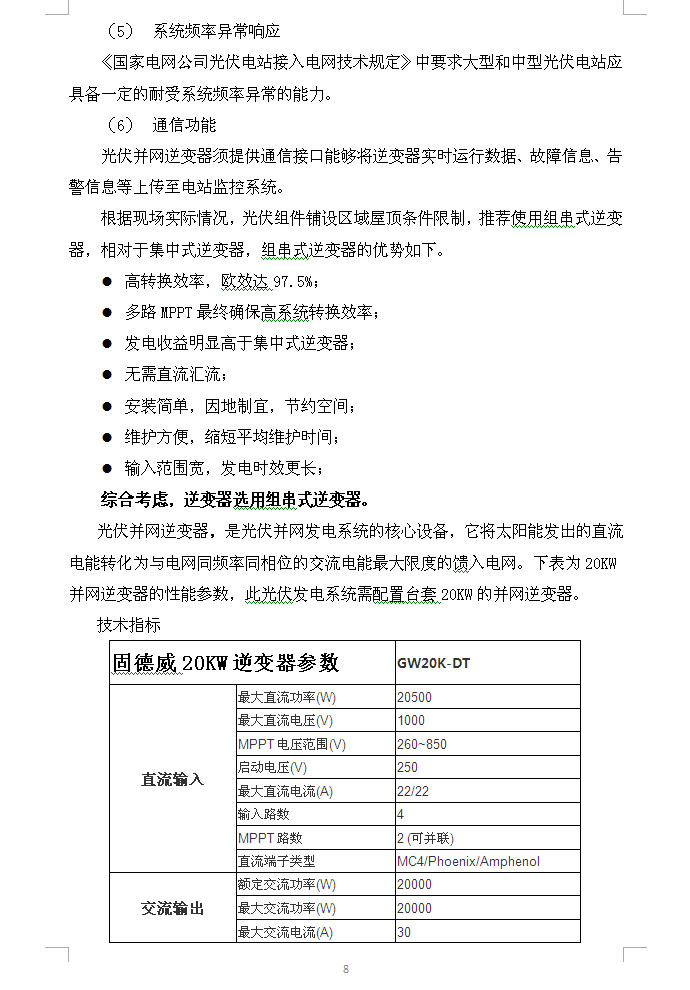 （5） 系统频率异常响应
《国家电网公司光伏电站接入电网技术规定》中要求大型和中型光伏电站应
具备一定的耐受系统频率异常的能力。
（6） 通信功能
光伏并网逆变器须提供通信接口能够将逆变器实时运行数据、故障信息、告
警信息等上传至电站监控系统。
根据现场实际情况，光伏组件铺设区域屋顶条件限制，推荐使用组串式逆变
器，相对于集中式逆变器，组串式逆变器的优势如下。
● 高转换效率，欧效达 97.5%；
● 多路 MPPT 最终确保高系统转换效率；
● 发电收益明显高于集中式逆变器；
● 无需直流汇流；
● 安装简单，因地制宜，节约空间；
● 维护方便，缩短平均维护时间；
● 输入范围宽，发电时效更长；
综合考虑，逆变器选用组串式逆变器。
光伏并网逆变器，是光伏并网发电系统的核心设备，它将太阳能发出的直流
电能转化为与电网同频率同相位的交流电能最大限度的馈入电网。下表为 20KW
并网逆变器的性能参数，此光伏发电系统需配置台套 20KW 的并网逆变器。
技术指标
固德威 20KW 逆变器参数 GW20K-DT
直流输入
最大直流功率(W) 20500
最大直流电压(V) 1000
MPPT 电压范围(V) 260~850
启动电压(V) 250
最大直流电流(A) 22/22
输入路数 4
MPPT 路数 2 (可并联)
直流端子类型 MC4/Phoenix/Amphenol
交流输出
额定交流功率(W) 20000
最大交流功率(W) 20000
最大交流电流(A) 30
8